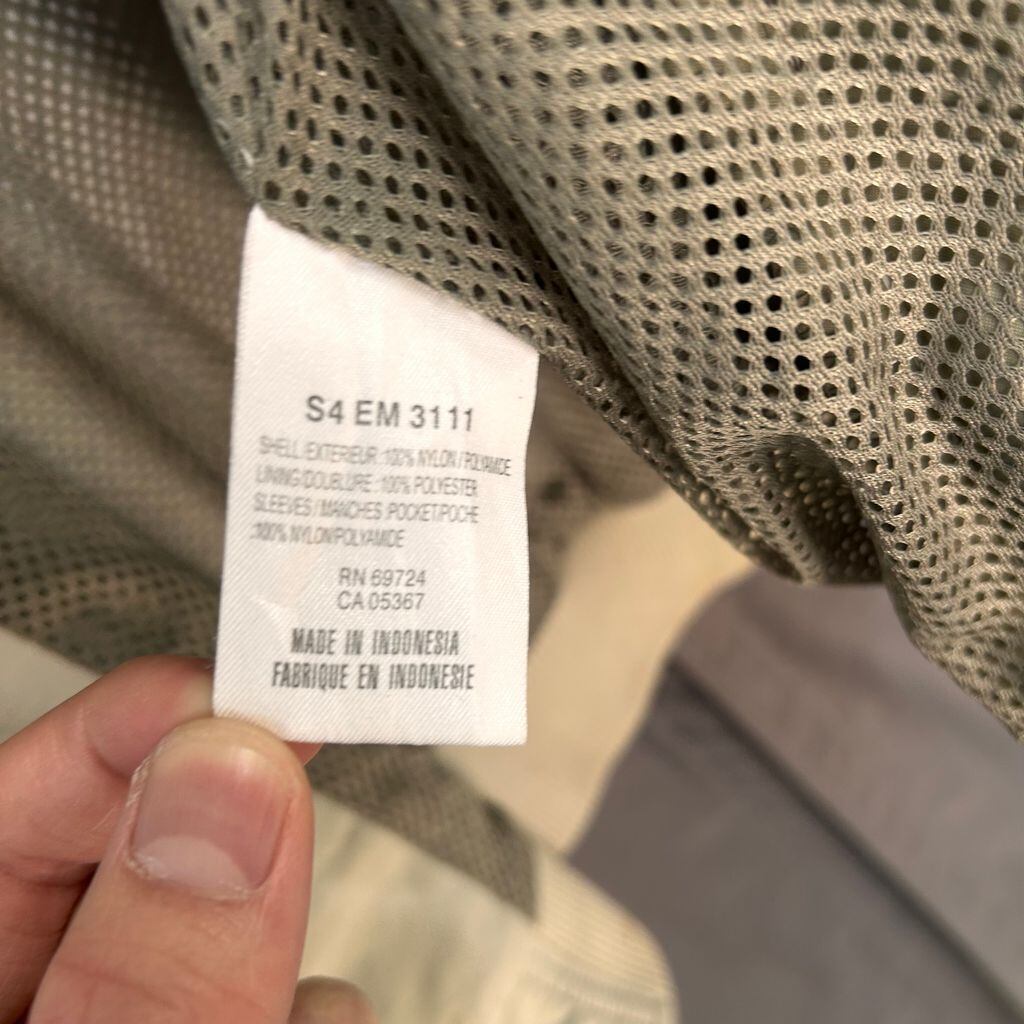 S4 EM 3111
SHELL/EXTERIEUR:100% NYLON/POLYAMIDE
LINING/DOUBLURE:100% POLYESTER
SLEEVES/MANCHES/POCKET/POCHE
:100% NYLON/POLYAMIDE
RN 69724
CA 05367
MADE IN INDONESIA
FABRIQUE EN INDONESIE